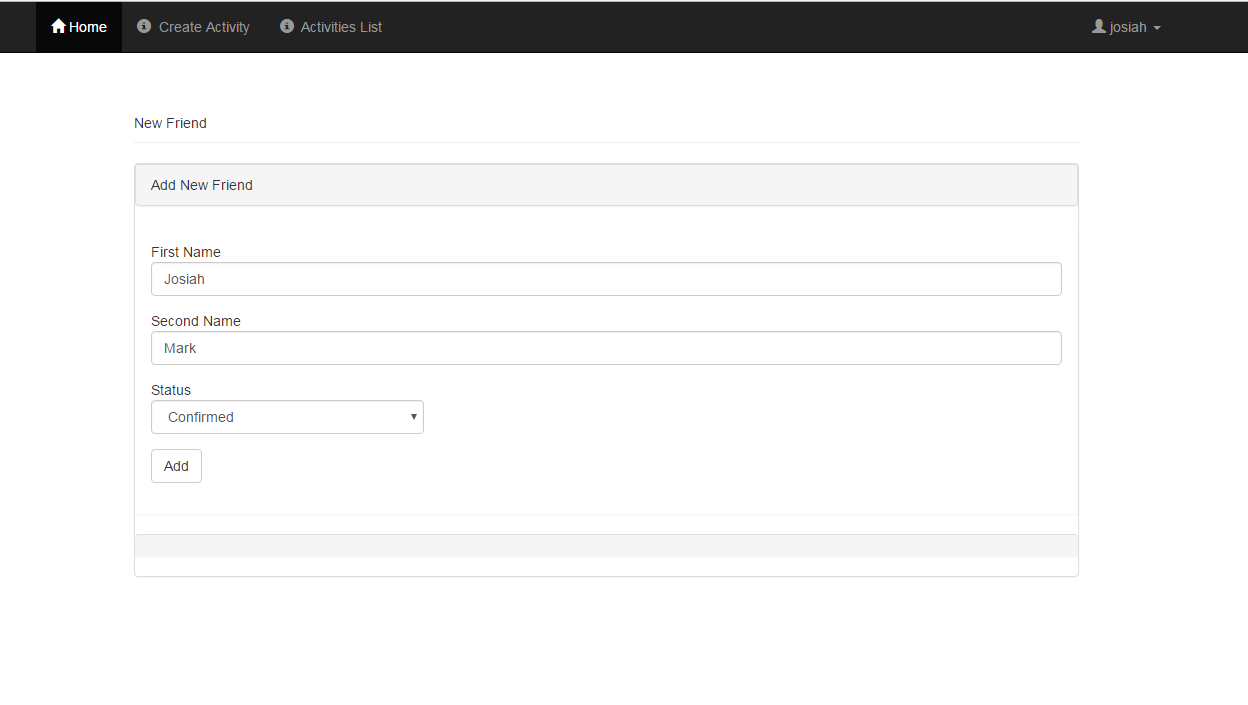 Home Create Activity Activities List josiah
New Friend
Add New Friend
First Name
Josiah
Second Name
Mark
Status
Confirmed
Add